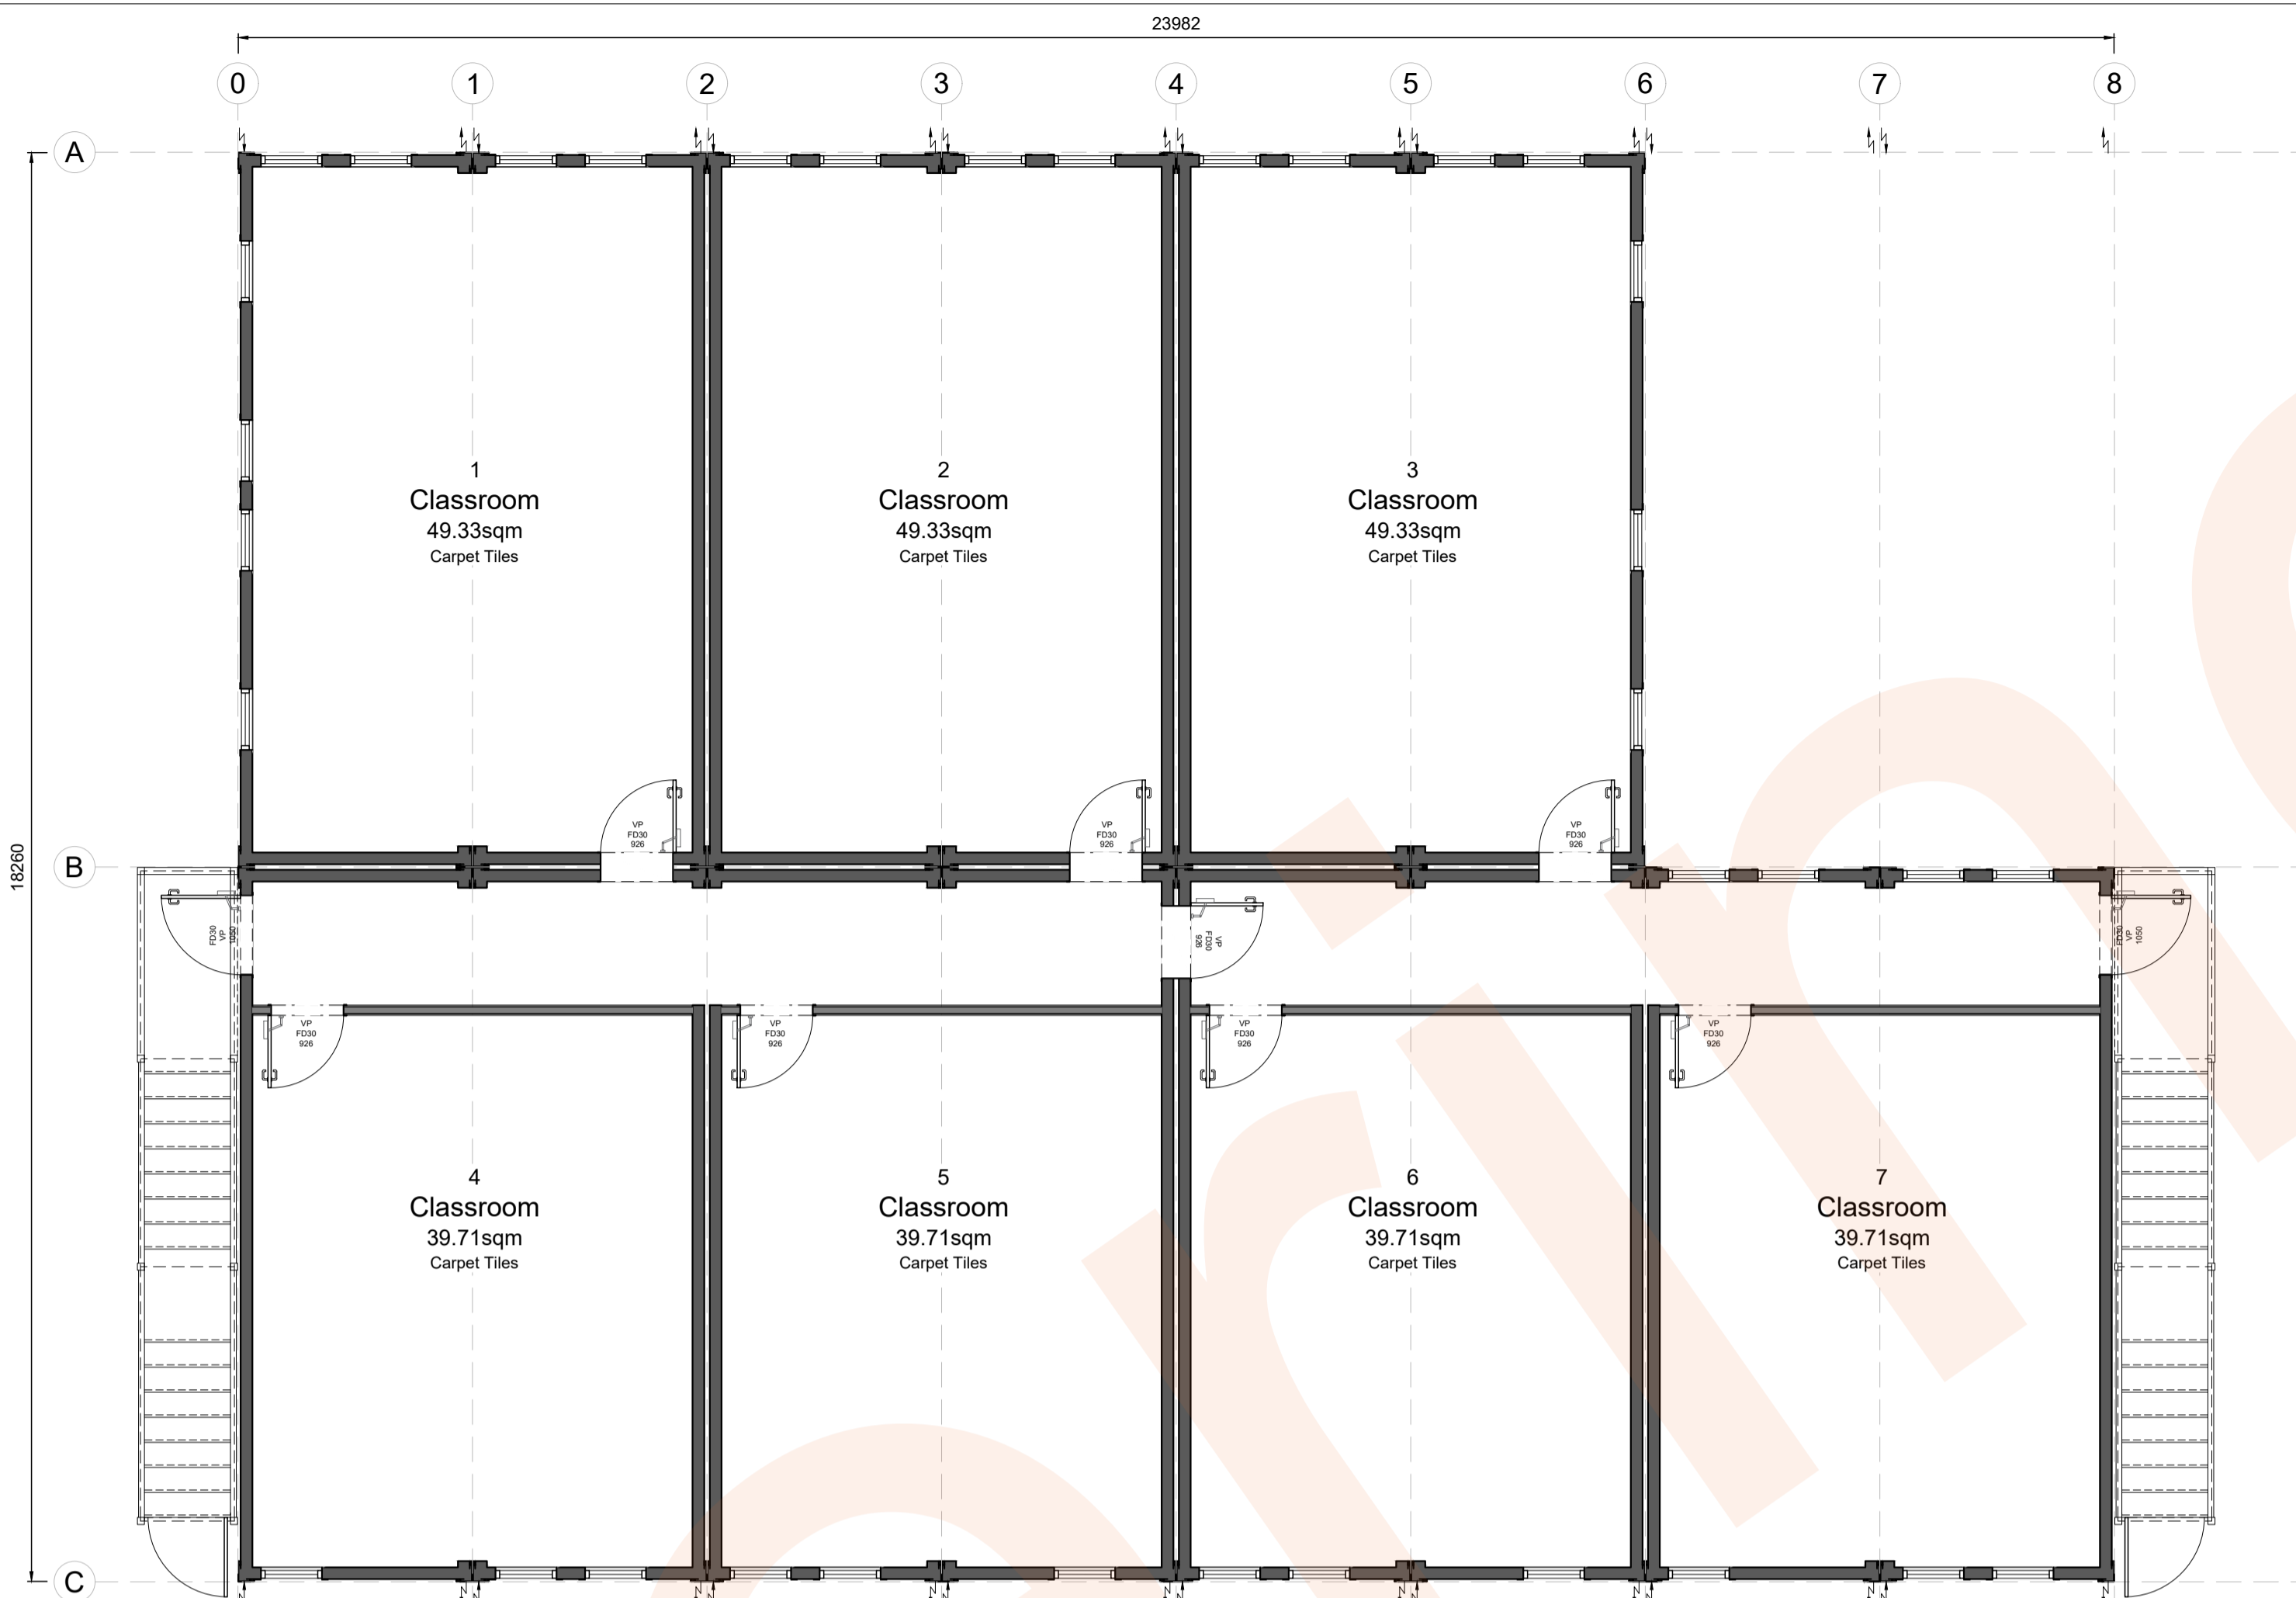 23982
0 1 2 3 4 5 6 7 8
A
1
Classroom
49.33sqm
Carpet Tiles
2
Classroom
49.33sqm
Carpet Tiles
3
Classroom
49.33sqm
Carpet Tiles
VP
FD30
926
VP
FD30
926
VP
FD30
926
18260
B
FD30
VP
1050
VP
FD30
926
FD30
VP
1050
VP
FD30
926
VP
FD30
926
VP
FD30
926
VP
FD30
926
4
Classroom
39.71sqm
Carpet Tiles
5
Classroom
39.71sqm
Carpet Tiles
6
Classroom
39.71sqm
Carpet Tiles
7
Classroom
39.71sqm
Carpet Tiles
C